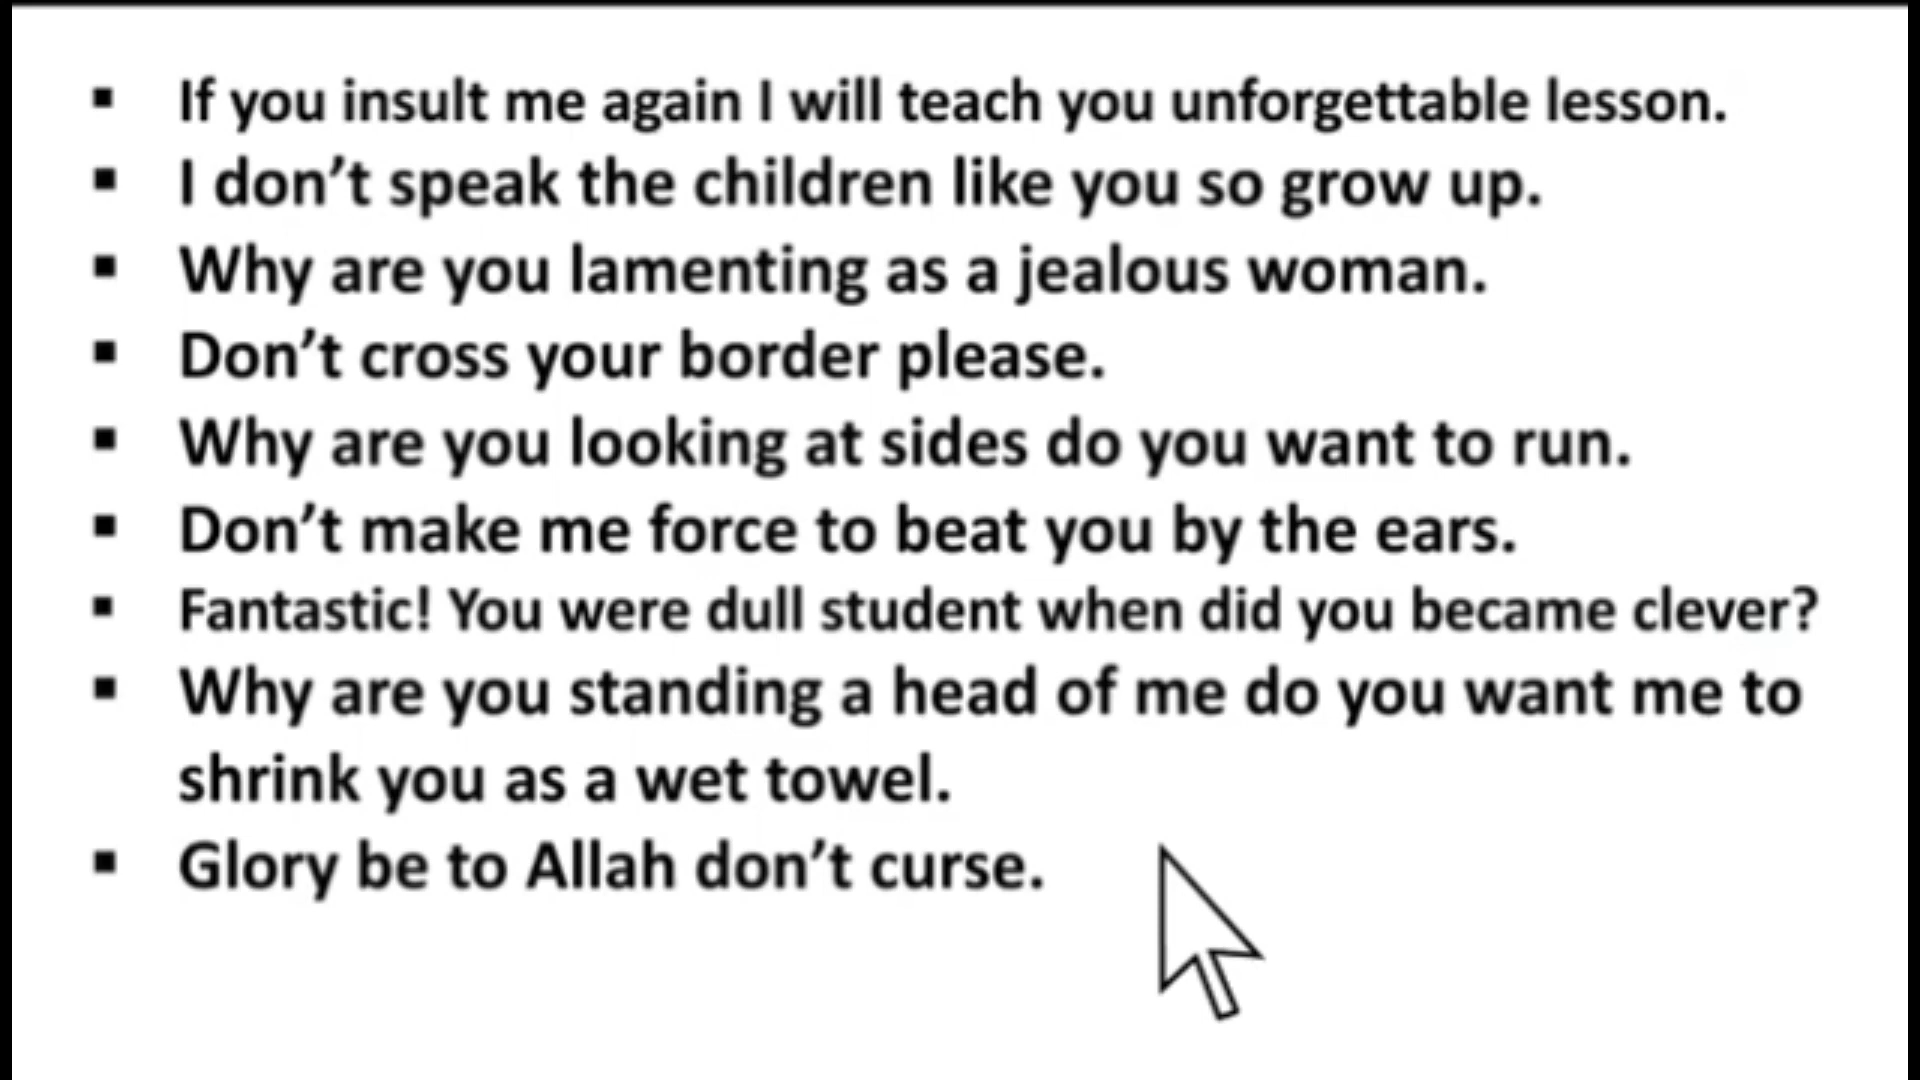 ▪ If you insult me again I will teach you unforgettable lesson.
▪ I don’t speak the children like you so grow up.
▪ Why are you lamenting as a jealous woman.
▪ Don’t cross your border please.
▪ Why are you looking at sides do you want to run.
▪ Don’t make me force to beat you by the ears.
▪ Fantastic! You were dull student when did you became clever?
▪ Why are you standing a head of me do you want me to
shrink you as a wet towel.
▪ Glory be to Allah don’t curse.